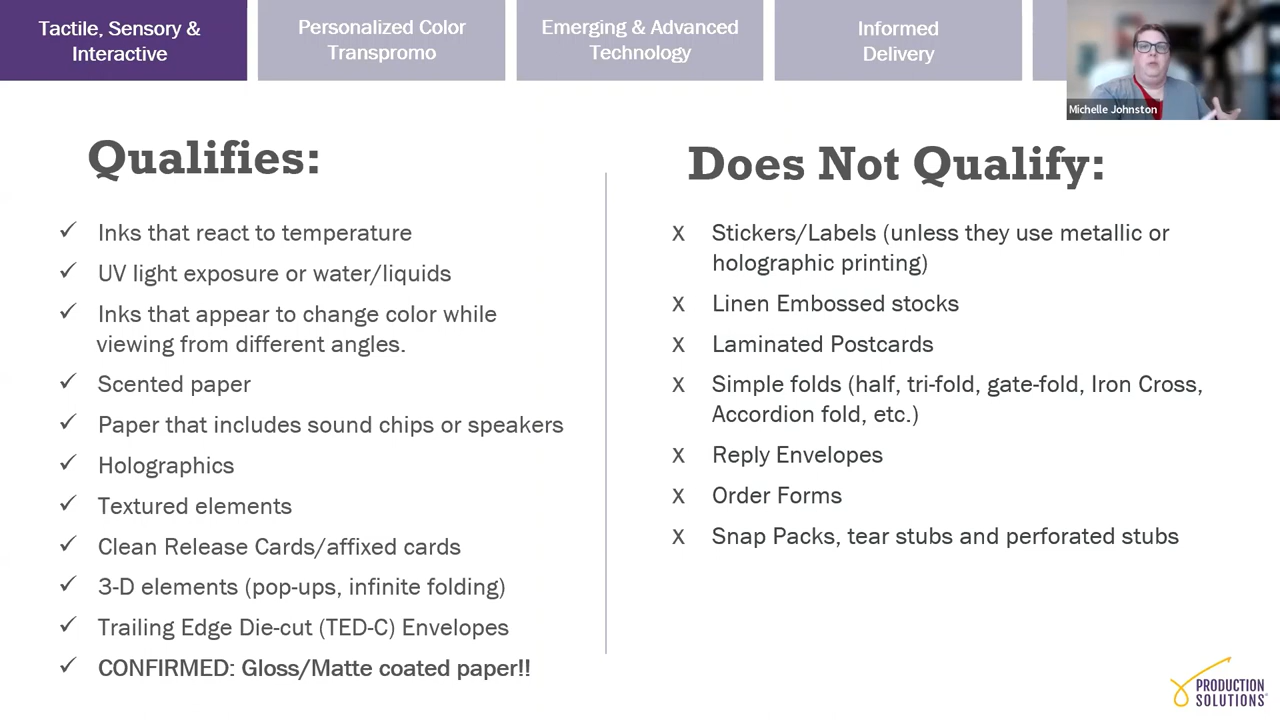 Tactile, Sensory &
Interactive
Personalized Color
Transpromo
Emerging & Advanced
Technology
Informed
Delivery
Michelle Johnston
Qualifies:
✓ Inks that react to temperature
✓ UV light exposure or water/liquids
✓ Inks that appear to change color while
viewing from different angles.
✓ Scented paper
✓ Paper that includes sound chips or speakers
✓ Holographics
✓ Textured elements
✓ Clean Release Cards/affixed cards
✓ 3-D elements (pop-ups, infinite folding)
✓ Trailing Edge Die-cut (TED-C) Envelopes
✓ CONFIRMED: Gloss/Matte coated paper!!
Does Not Qualify:
X Stickers/Labels (unless they use metallic or
holographic printing)
X Linen Embossed stocks
X Laminated Postcards
X Simple folds (half, tri-fold, gate-fold, Iron Cross,
Accordion fold, etc.)
X Reply Envelopes
X Order Forms
X Snap Packs, tear stubs and perforated stubs
PRODUCTION
SOLUTIONS